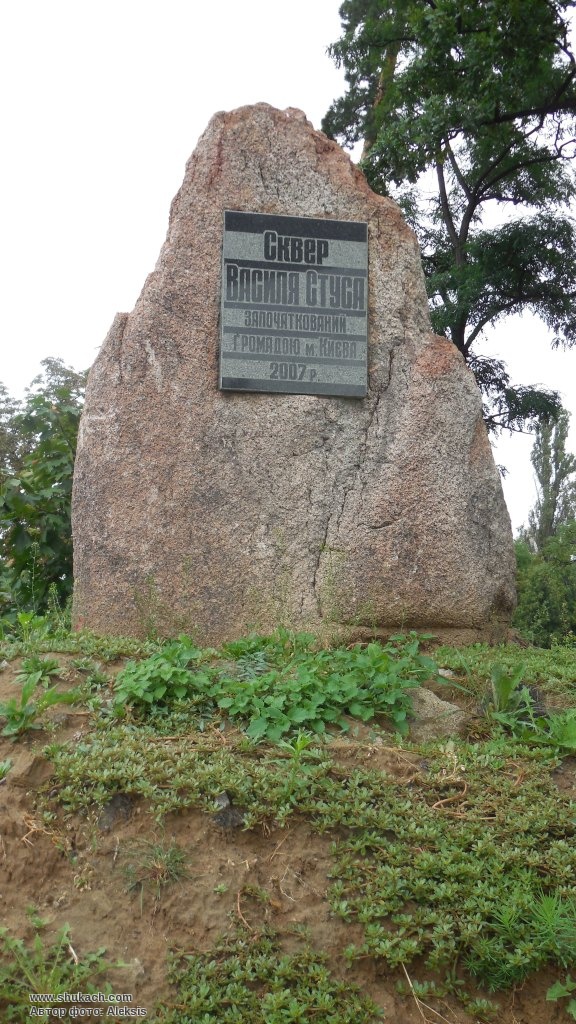 Сквер
Василя Стуса
започаткований
громадою м. Києва
2007 р.
www.shukach.com
Автор фото: Aleksis